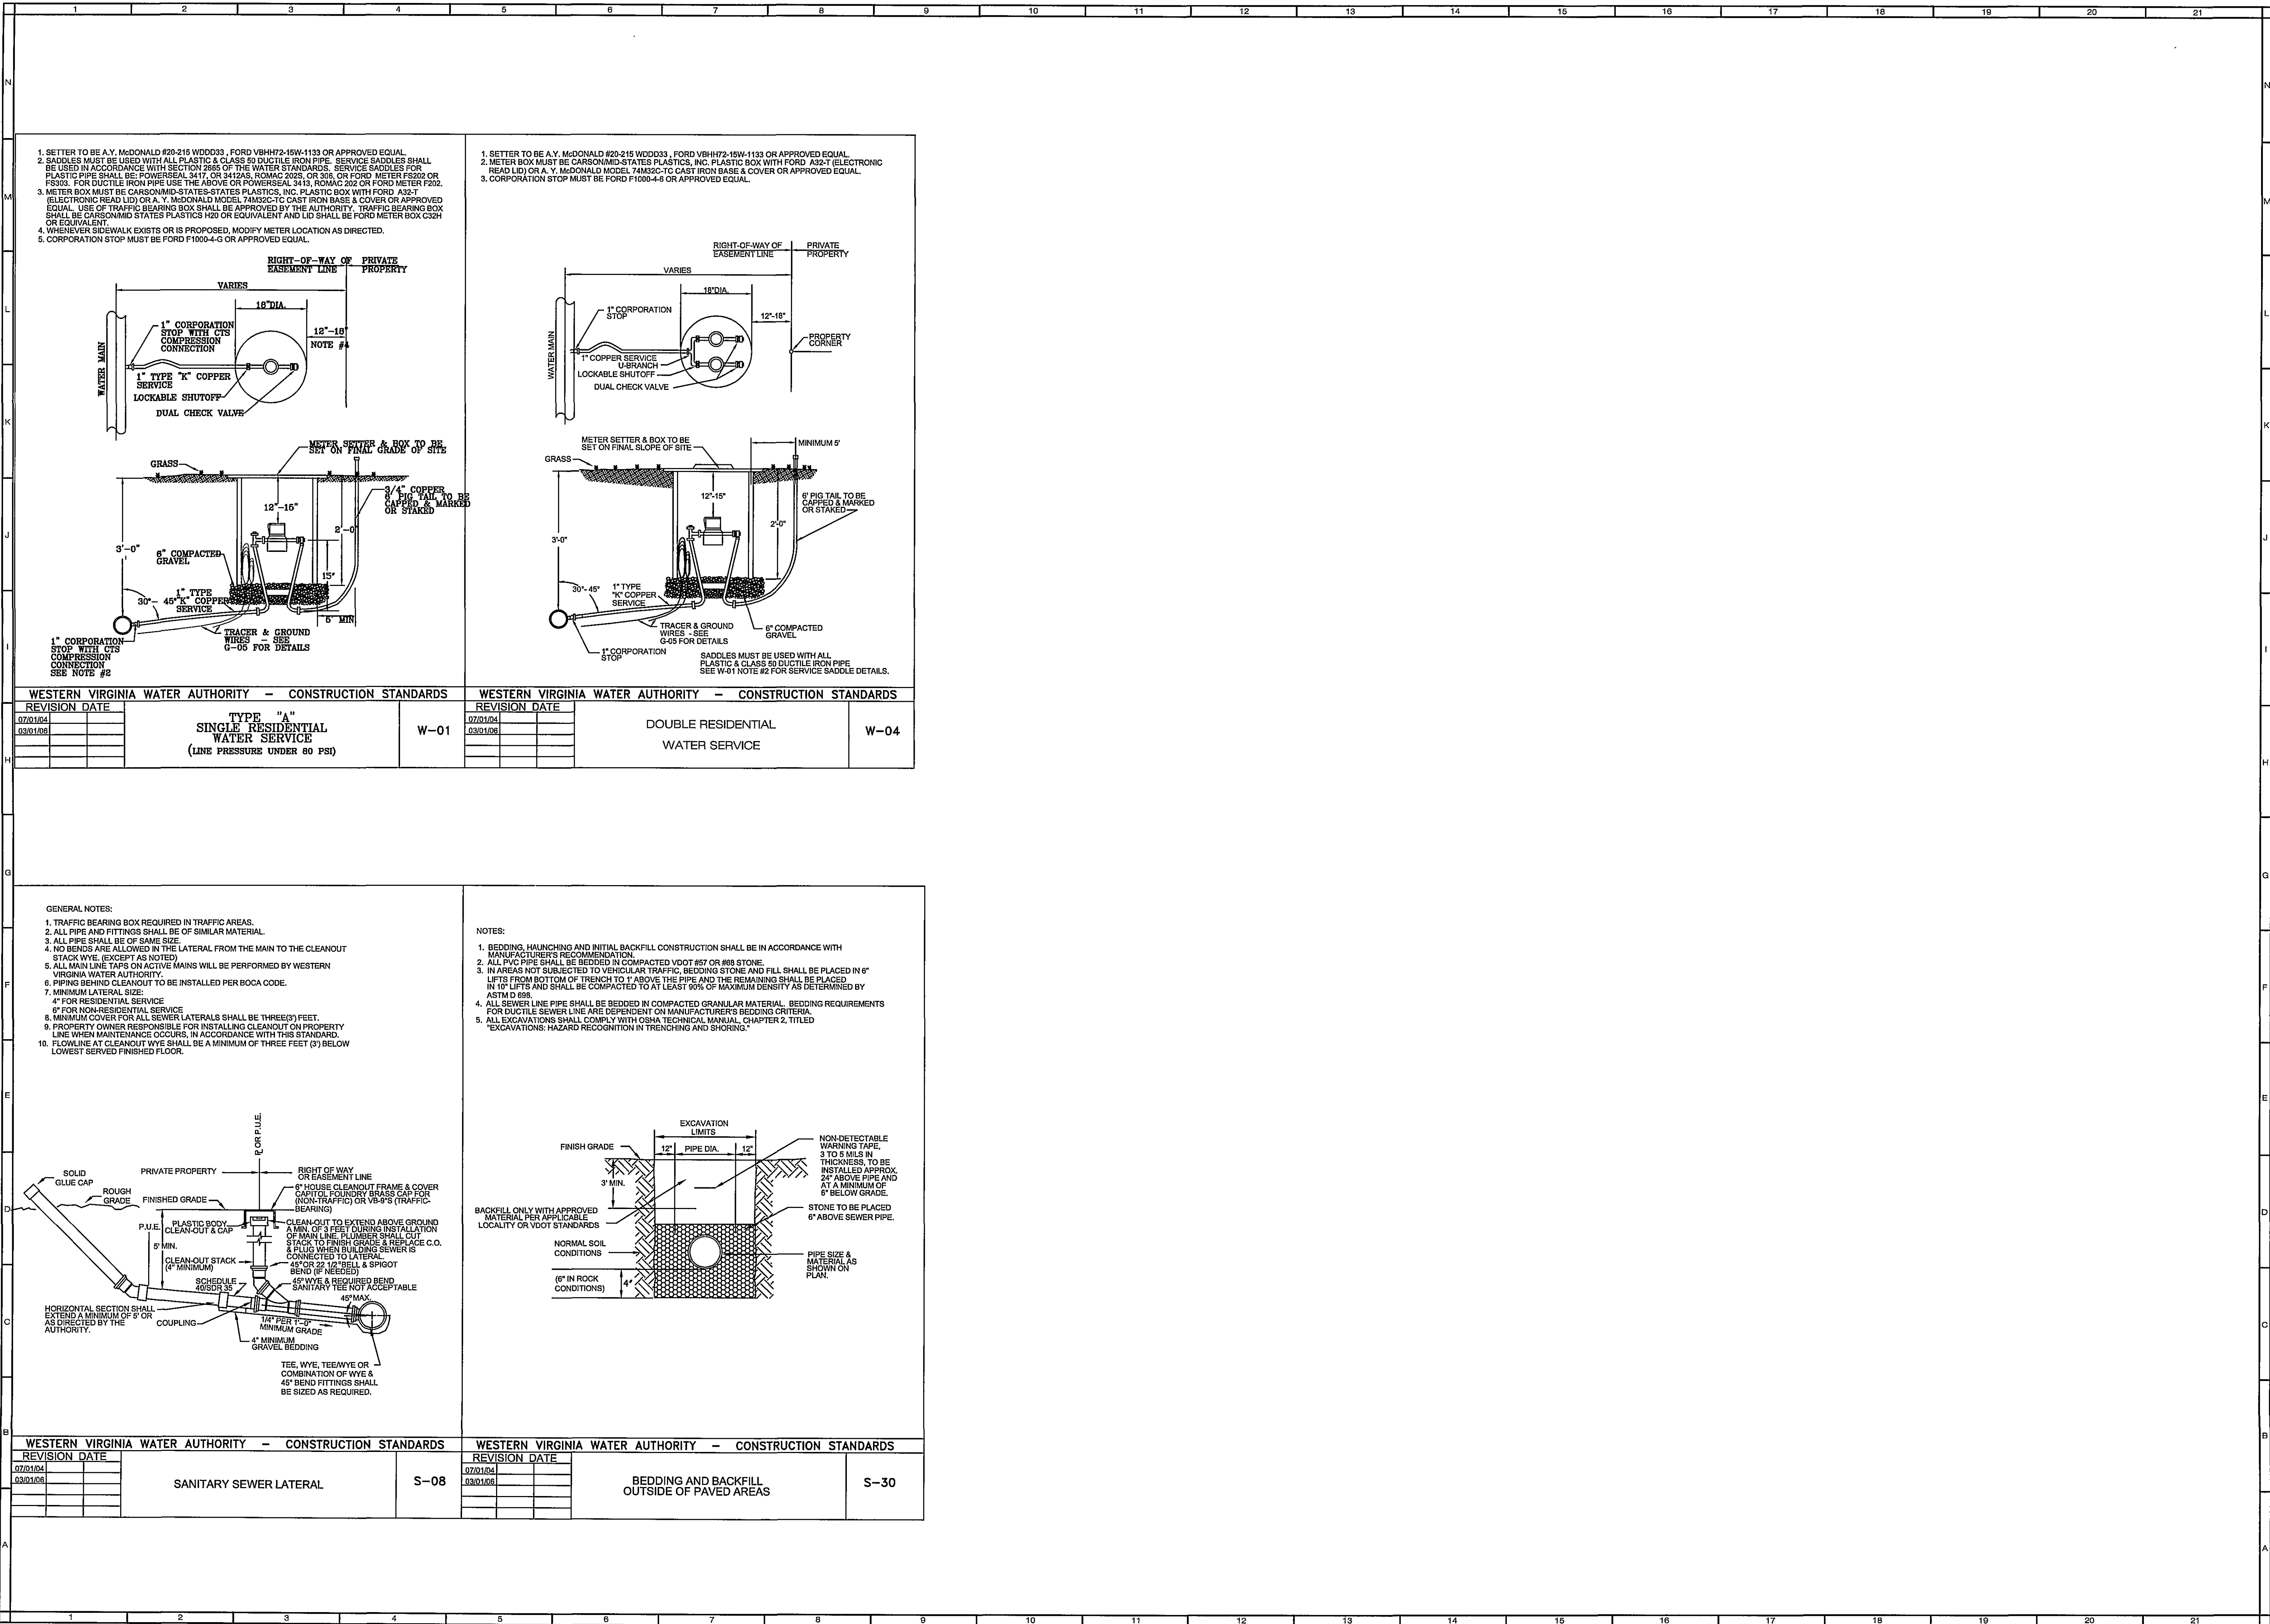 1 2 3 4 5 6 7 8 9 10 11 12 13 14 15 16 17 18 19 20 21
N
M
L
K
J
I
H
G
F
E
D
C
B
A
1. SETTER TO BE A.Y. McDONALD #20-215 WDDD33 , FORD VBHH72-15W-1133 OR APPROVED EQUAL.
2. SADDLES MUST BE USED WITH ALL PLASTIC & CLASS 50 DUCTILE IRON PIPE. SERVICE SADDLES SHALL
BE USED IN ACCORDANCE WITH SECTION 2665 OF THE WATER STANDARDS. SERVICE SADDLES FOR
PLASTIC PIPE SHALL BE: POWERSEAL 3417, OR 3412AS, ROMAC 202S, OR 306, OR FORD METER FS202 OR
FS303. FOR DUCTILE IRON PIPE USE THE ABOVE OR POWERSEAL 3413, ROMAC 202 OR FORD METER F202.
3. METER BOX MUST BE CARSON/MID-STATES-STATES PLASTICS, INC. PLASTIC BOX WITH FORD A32-T
(ELECTRONIC READ LID) OR A. Y. McDONALD MODEL 74M32C-TC CAST IRON BASE & COVER OR APPROVED
EQUAL. USE OF TRAFFIC BEARING BOX SHALL BE APPROVED BY THE AUTHORITY. TRAFFIC BEARING BOX
SHALL BE CARSON/MID STATES PLASTICS H20 OR EQUIVALENT AND LID SHALL BE FORD METER BOX C32H
OR EQUIVALENT.
4. WHENEVER SIDEWALK EXISTS OR IS PROPOSED, MODIFY METER LOCATION AS DIRECTED.
5. CORPORATION STOP MUST BE FORD F1000-4-G OR APPROVED EQUAL.
RIGHT-OF-WAY OF
EASEMENT LINE
PRIVATE
PROPERTY
VARIES
18"DIA.
1" CORPORATION
STOP WITH CTS
COMPRESSION
CONNECTION
12"-18"
NOTE #4
WATER MAIN
1" TYPE "K" COPPER
SERVICE
LOCKABLE SHUTOFF
DUAL CHECK VALVE
METER SETTER & BOX TO BE
SET ON FINAL GRADE OF SITE
GRASS
3/4" COPPER
6' PIG TAIL TO BE
CAPPED & MARKED
OR STAKED
12"-15"
2'-0"
3'-0"
6" COMPACTED
GRAVEL
15"
1" TYPE
"K" COPPER
SERVICE
30°- 45°
5' MIN.
1" CORPORATION
STOP WITH CTS
COMPRESSION
CONNECTION
SEE NOTE #2
TRACER & GROUND
WIRES - SEE
G-05 FOR DETAILS
WESTERN VIRGINIA WATER AUTHORITY - CONSTRUCTION STANDARDS
REVISION DATE
07/01/04
03/01/06
TYPE "A"
SINGLE RESIDENTIAL
WATER SERVICE
(LINE PRESSURE UNDER 80 PSI)
W-01
1. SETTER TO BE A.Y. McDONALD #20-215 WDDD33 , FORD VBHH72-15W-1133 OR APPROVED EQUAL.
2. METER BOX MUST BE CARSON/MID-STATES PLASTICS, INC. PLASTIC BOX WITH FORD A32-T (ELECTRONIC
READ LID) OR A. Y. McDONALD MODEL 74M32C-TC CAST IRON BASE & COVER OR APPROVED EQUAL.
3. CORPORATION STOP MUST BE FORD F1000-4-6 OR APPROVED EQUAL.
RIGHT-OF-WAY OF
EASEMENT LINE
PRIVATE
PROPERTY
VARIES
18"DIA.
1" CORPORATION
STOP
12"-18"
PROPERTY
CORNER
WATER MAIN
1" COPPER SERVICE
U-BRANCH
LOCKABLE SHUTOFF
DUAL CHECK VALVE
METER SETTER & BOX TO BE
SET ON FINAL SLOPE OF SITE
MINIMUM 5'
GRASS
12"-15"
6' PIG TAIL TO BE
CAPPED & MARKED
OR STAKED
2'-0"
3'-0"
30°- 45°
1" TYPE
"K" COPPER
SERVICE
TRACER & GROUND
WIRES - SEE
G-05 FOR DETAILS
6" COMPACTED
GRAVEL
1" CORPORATION
STOP
SADDLES MUST BE USED WITH ALL
PLASTIC & CLASS 50 DUCTILE IRON PIPE
SEE W-01 NOTE #2 FOR SERVICE SADDLE DETAILS.
WESTERN VIRGINIA WATER AUTHORITY - CONSTRUCTION STANDARDS
REVISION DATE
07/01/04
03/01/06
DOUBLE RESIDENTIAL
WATER SERVICE
W-04
GENERAL NOTES:
1. TRAFFIC BEARING BOX REQUIRED IN TRAFFIC AREAS.
2. ALL PIPE AND FITTINGS SHALL BE OF SIMILAR MATERIAL.
3. ALL PIPE SHALL BE OF SAME SIZE.
4. NO BENDS ARE ALLOWED IN THE LATERAL FROM THE MAIN TO THE CLEANOUT
STACK WYE. (EXCEPT AS NOTED)
5. ALL MAIN LINE TAPS ON ACTIVE MAINS WILL BE PERFORMED BY WESTERN
VIRGINIA WATER AUTHORITY.
6. PIPING BEHIND CLEANOUT TO BE INSTALLED PER BOCA CODE.
7. MINIMUM LATERAL SIZE:
4" FOR RESIDENTIAL SERVICE
6" FOR NON-RESIDENTIAL SERVICE
8. MINIMUM COVER FOR ALL SEWER LATERALS SHALL BE THREE(3') FEET.
9. PROPERTY OWNER RESPONSIBLE FOR INSTALLING CLEANOUT ON PROPERTY
LINE WHEN MAINTENANCE OCCURS, IN ACCORDANCE WITH THIS STANDARD.
10. FLOWLINE AT CLEANOUT WYE SHALL BE A MINIMUM OF THREE FEET (3') BELOW
LOWEST SERVED FINISHED FLOOR.
P OR P.U.E.
SOLID
GLUE CAP
PRIVATE PROPERTY
RIGHT OF WAY
OR EASEMENT LINE
ROUGH
GRADE
FINISHED GRADE
6" HOUSE CLEANOUT FRAME & COVER
CAPITOL FOUNDRY BRASS CAP FOR
(NON-TRAFFIC) OR VB-9"S (TRAFFIC-
BEARING)
P.U.E.
PLASTIC BODY
CLEAN-OUT & CAP
CLEAN-OUT TO EXTEND ABOVE GROUND
A MIN. OF 3 FEET DURING INSTALLATION
OF MAIN LINE. PLUMBER SHALL CUT
STACK TO FINISH GRADE & REPLACE C.O.
& PLUG WHEN BUILDING SEWER IS
CONNECTED TO LATERAL.
5' MIN.
CLEAN-OUT STACK
(4" MINIMUM)
45° OR 22 1/2° BELL & SPIGOT
BEND (IF NEEDED)
SCHEDULE
40/SDR 35
45° WYE & REQUIRED BEND
SANITARY TEE NOT ACCEPTABLE
45° MAX.
HORIZONTAL SECTION SHALL
EXTEND A MINIMUM OF 5' OR
AS DIRECTED BY THE
AUTHORITY.
COUPLING
1/4" PER 1'-0"
MINIMUM GRADE
4" MINIMUM
GRAVEL BEDDING
TEE, WYE, TEE/WYE OR
COMBINATION OF WYE &
45° BEND FITTINGS SHALL
BE SIZED AS REQUIRED.
WESTERN VIRGINIA WATER AUTHORITY - CONSTRUCTION STANDARDS
REVISION DATE
07/01/04
03/01/06
SANITARY SEWER LATERAL
S-08
NOTES:
1. BEDDING, HAUNCHING AND INITIAL BACKFILL CONSTRUCTION SHALL BE IN ACCORDANCE WITH
MANUFACTURER'S RECOMMENDATION.
2. ALL PVC PIPE SHALL BE BEDDED IN COMPACTED VDOT #57 OR #68 STONE.
3. IN AREAS NOT SUBJECTED TO VEHICULAR TRAFFIC, BEDDING STONE AND FILL SHALL BE PLACED IN 6"
LIFTS FROM BOTTOM OF TRENCH TO 1' ABOVE THE PIPE AND THE REMAINING SHALL BE PLACED
IN 10" LIFTS AND SHALL BE COMPACTED TO AT LEAST 90% OF MAXIMUM DENSITY AS DETERMINED BY
ASTM D 698.
4. ALL SEWER LINE PIPE SHALL BE BEDDED IN COMPACTED GRANULAR MATERIAL. BEDDING REQUIREMENTS
FOR DUCTILE SEWER LINE ARE DEPENDENT ON MANUFACTURER'S BEDDING CRITERIA.
5. ALL EXCAVATIONS SHALL COMPLY WITH OSHA TECHNICAL MANUAL, CHAPTER 2, TITLED
"EXCAVATIONS: HAZARD RECOGNITION IN TRENCHING AND SHORING."
EXCAVATION
LIMITS
FINISH GRADE
12" PIPE DIA. 12"
NON-DETECTABLE
WARNING TAPE,
3 TO 5 MILS IN
THICKNESS, TO BE
INSTALLED APPROX.
24" ABOVE PIPE AND
AT A MINIMUM OF
6" BELOW GRADE.
3' MIN.
BACKFILL ONLY WITH APPROVED
MATERIAL PER APPLICABLE
LOCALITY OR VDOT STANDARDS
STONE TO BE PLACED
6" ABOVE SEWER PIPE.
NORMAL SOIL
CONDITIONS
PIPE SIZE &
MATERIAL AS
SHOWN ON
PLAN.
(6" IN ROCK
CONDITIONS)
4"
WESTERN VIRGINIA WATER AUTHORITY - CONSTRUCTION STANDARDS
REVISION DATE
07/01/04
03/01/06
BEDDING AND BACKFILL
OUTSIDE OF PAVED AREAS
S-30
N
M
L
K
J
I
H
G
F
E
D
C
B
A
1 2 3 4 5 6 7 8 9 10 11 12 13 14 15 16 17 18 19 20 21